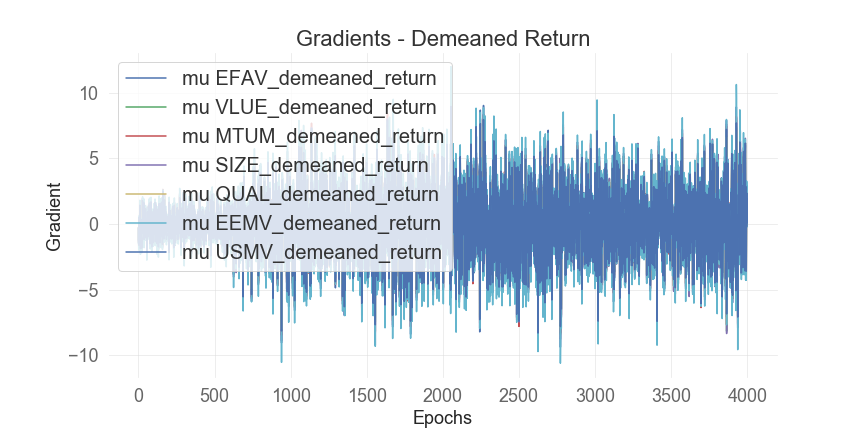 Gradients - Demeaned Return
mu EFAV_demeaned_return
mu VLUE_demeaned_return
mu MTUM_demeaned_return
mu SIZE_demeaned_return
mu QUAL_demeaned_return
mu EEMV_demeaned_return
mu USMV_demeaned_return
Gradient
10
5
0
−5
−10
0 500 1000 1500 2000 2500 3000 3500 4000
Epochs